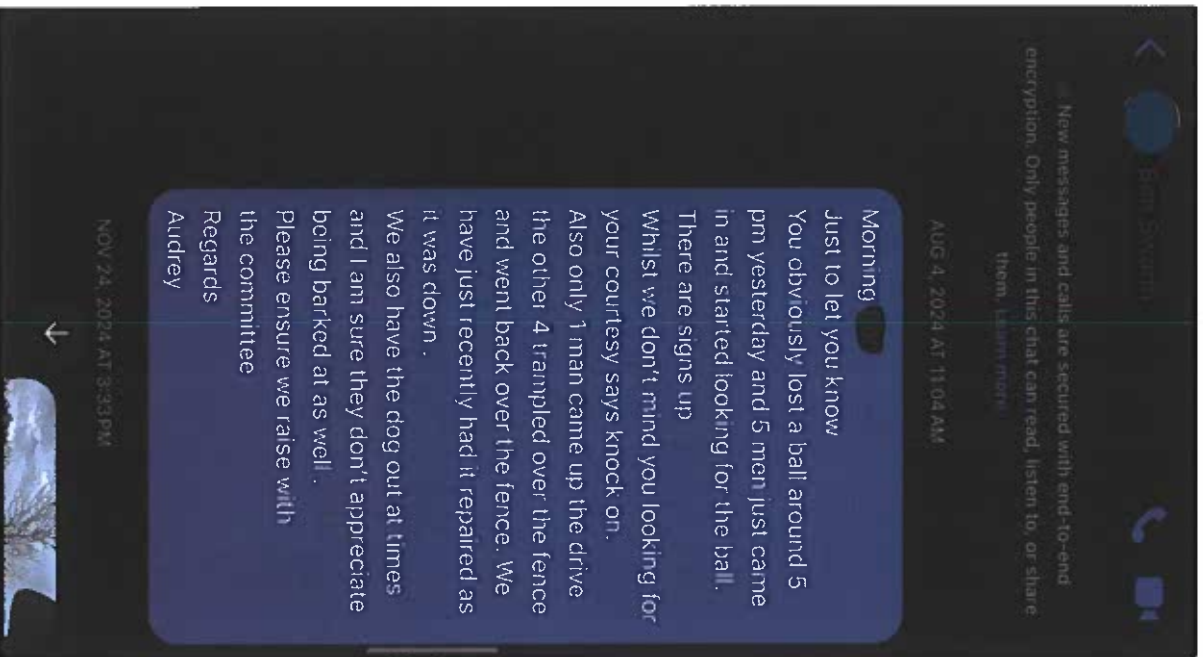 New messages and calls are secured with end-to-end
encryption. Only people in this chat can read, listen to, or share
them. Learn more
AUG 4, 2024 AT 11:04 AM
Morning
Just to let you know
You obviously lost a ball around 5
pm yesterday and 5 men just came
in and started looking for the ball.
There are signs up
Whilst we don't mind you looking for
your courtesy says knock on.
Also only 1 man came up the drive
the other 4 trampled over the fence
and went back over the fence. We
have just recently had it repaired as
it was down .
We also have the dog out at times
and I am sure they don't appreciate
being barked at as well .
Please ensure we raise with
the committee
Regards
Audrey
NOV 24, 2024 AT 3:33 PM